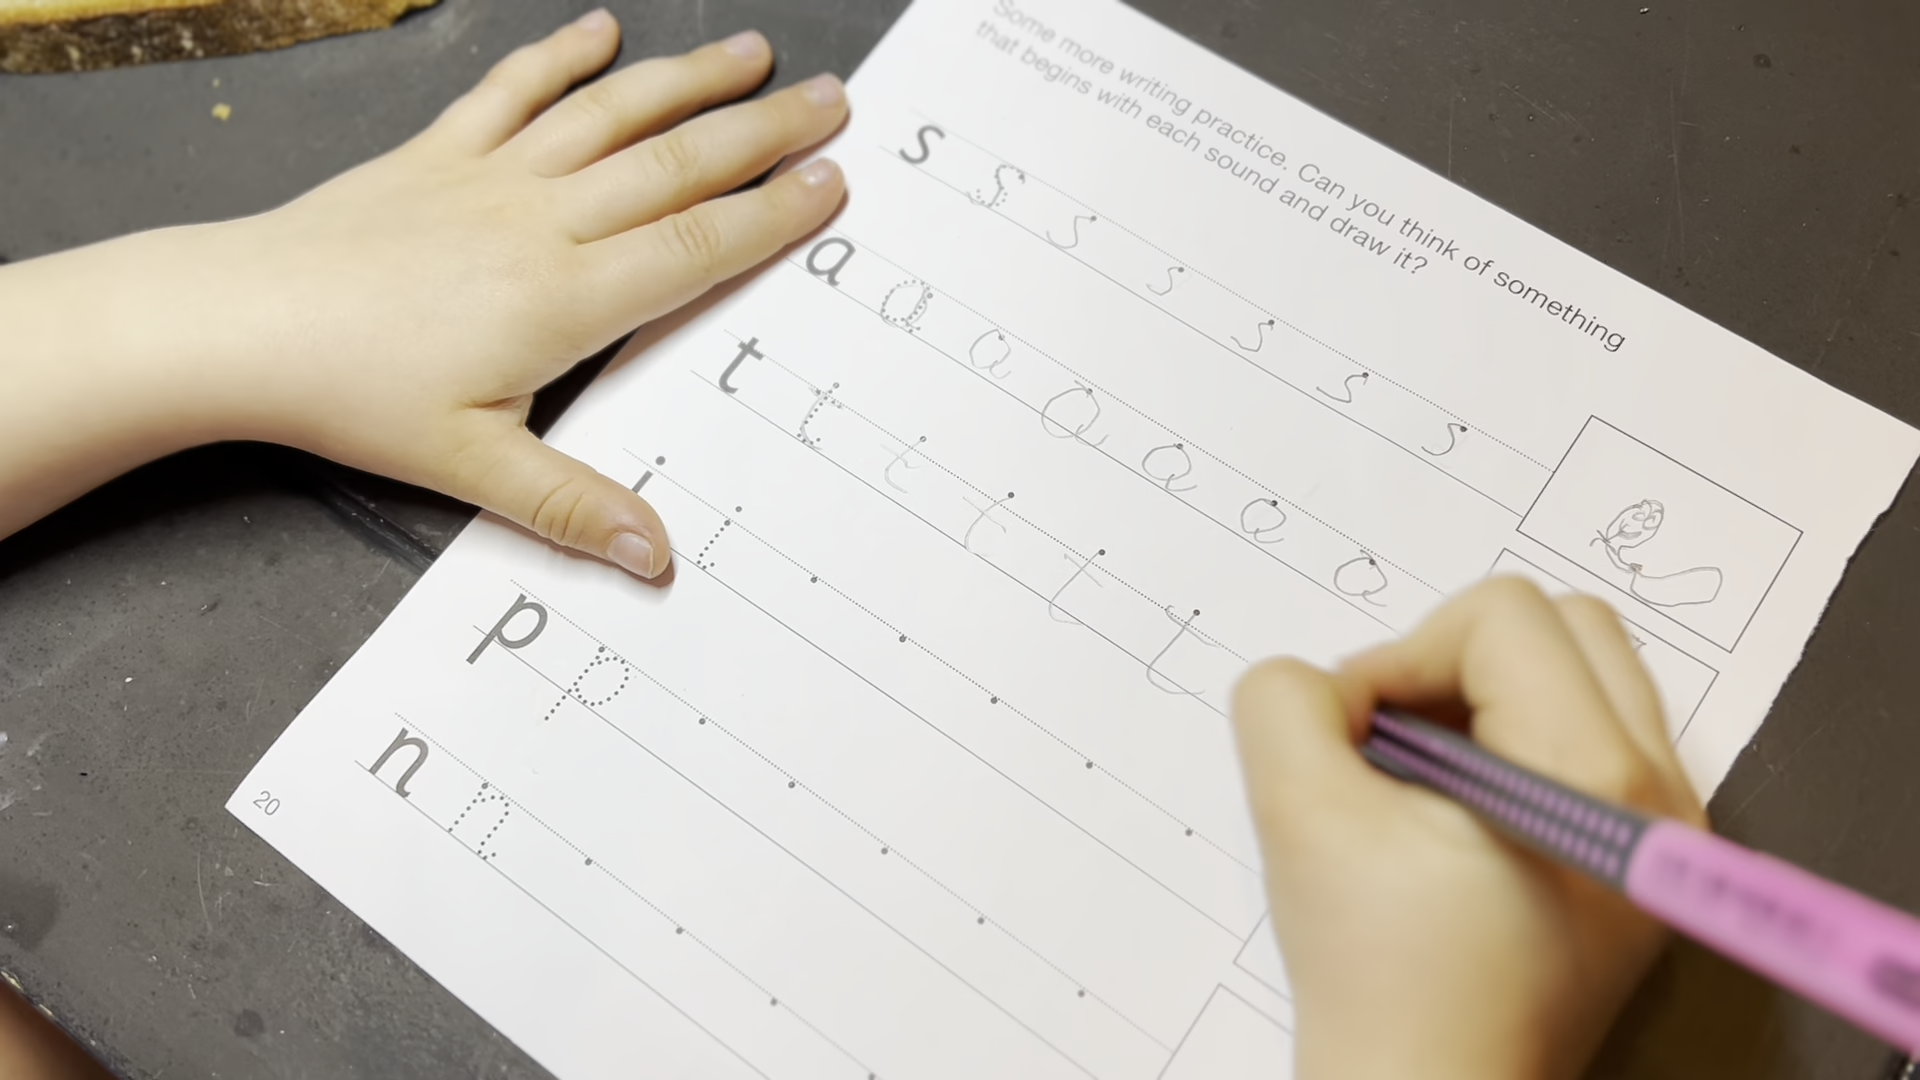 Some more writing practice. Can you think of something
that begins with each sound and draw it?
s s s s s s s
a a a a a a a
t t t t t t
i i
p p
n n
20